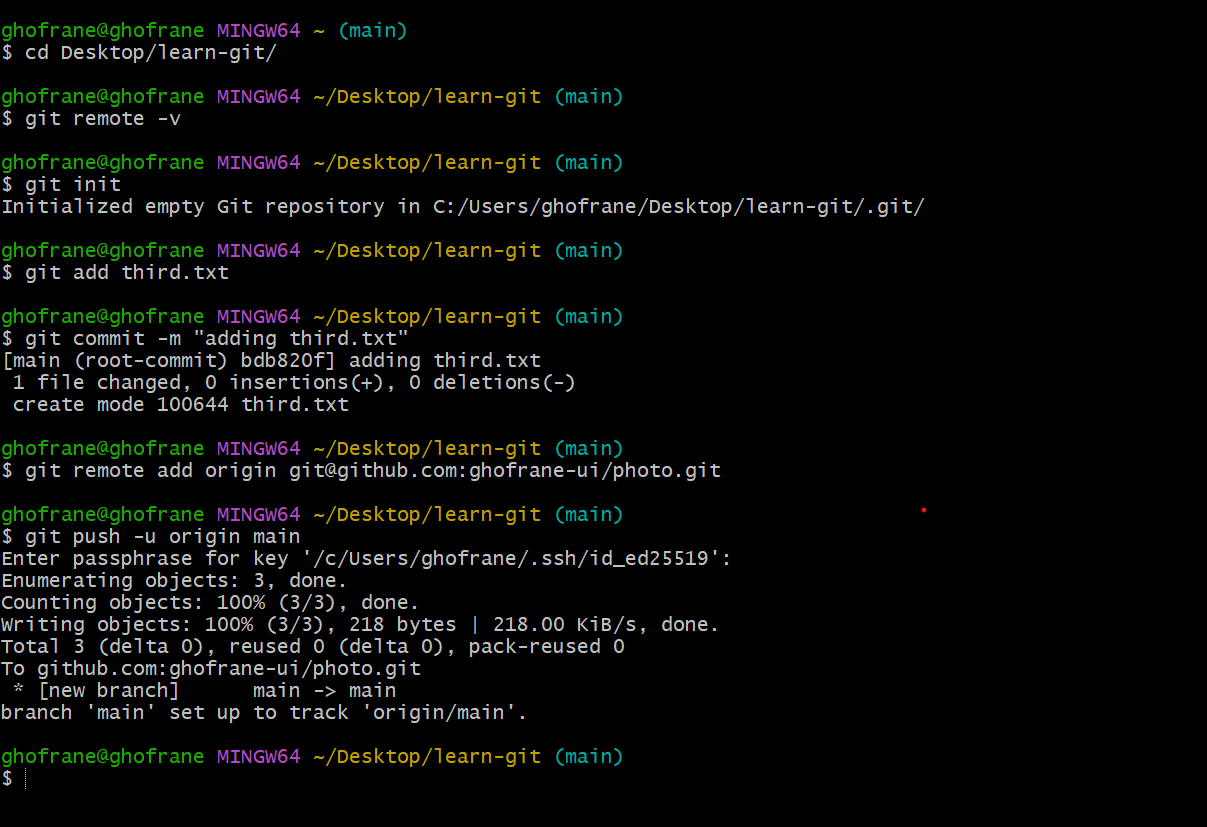 ghofrane@ghofrane MINGW64 ~ (main)
$ cd Desktop/learn-git/
ghofrane@ghofrane MINGW64 ~/Desktop/learn-git (main)
$ git remote -v
ghofrane@ghofrane MINGW64 ~/Desktop/learn-git (main)
$ git init
Initialized empty Git repository in C:/Users/ghofrane/Desktop/learn-git/.git/
ghofrane@ghofrane MINGW64 ~/Desktop/learn-git (main)
$ git add third.txt
ghofrane@ghofrane MINGW64 ~/Desktop/learn-git (main)
$ git commit -m "adding third.txt"
[main (root-commit) bdb820f] adding third.txt
 1 file changed, 0 insertions(+), 0 deletions(-)
 create mode 100644 third.txt
ghofrane@ghofrane MINGW64 ~/Desktop/learn-git (main)
$ git remote add origin git@github.com:ghofrane-ui/photo.git
ghofrane@ghofrane MINGW64 ~/Desktop/learn-git (main)
$ git push -u origin main
Enter passphrase for key '/c/Users/ghofrane/.ssh/id_ed25519':
Enumerating objects: 3, done.
Counting objects: 100% (3/3), done.
Writing objects: 100% (3/3), 218 bytes | 218.00 KiB/s, done.
Total 3 (delta 0), reused 0 (delta 0), pack-reused 0
To github.com:ghofrane-ui/photo.git
 * [new branch]      main -> main
branch 'main' set up to track 'origin/main'.
ghofrane@ghofrane MINGW64 ~/Desktop/learn-git (main)
$